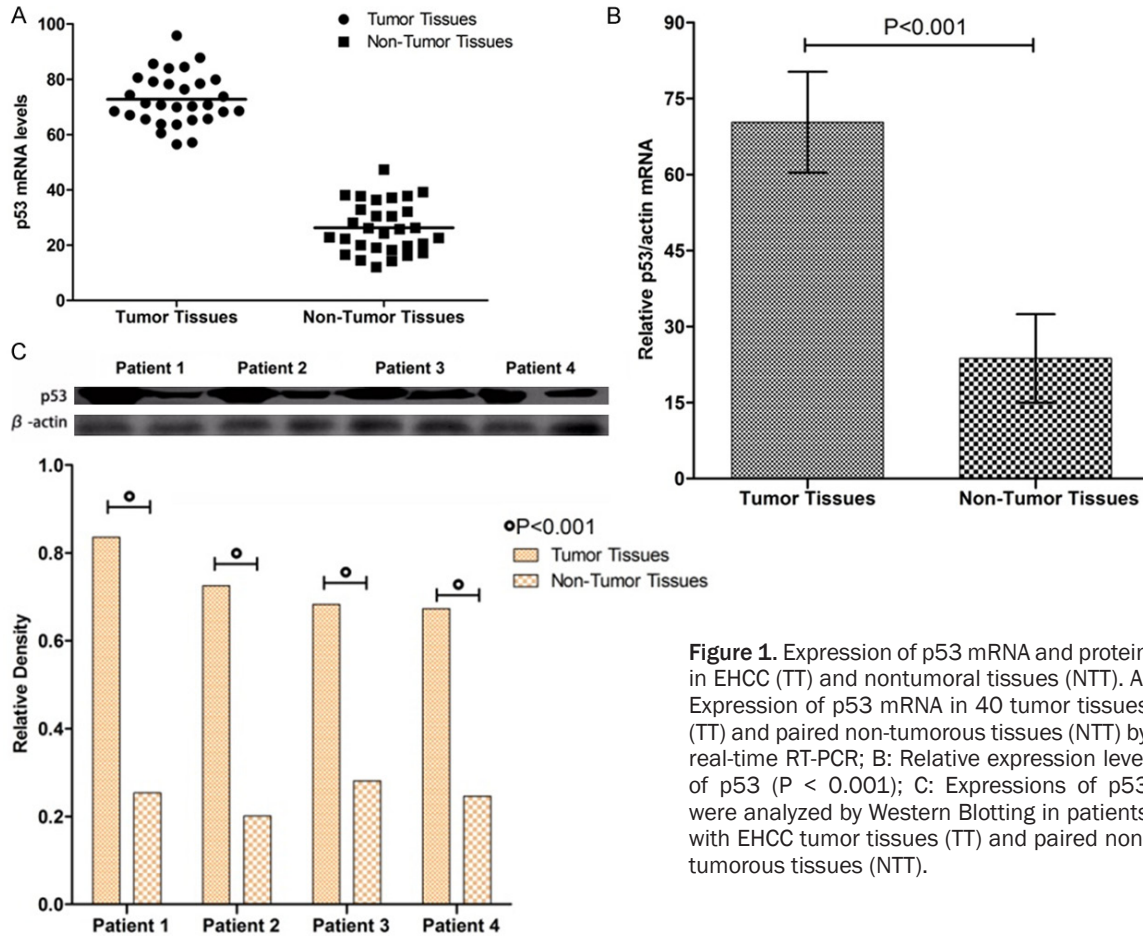 A
100
80
60
40
20
0
p53 mRNA levels
Tumor Tissues
Non-Tumor Tissues
Tumor Tissues
Non-Tumor Tissues
B
90
75
60
45
30
15
0
Relative p53/actin mRNA
P<0.001
Tumor Tissues
Non-Tumor Tissues
C
Patient 1 Patient 2 Patient 3 Patient 4
p53
β -actin
1.0
0.8
0.6
0.4
0.2
0.0
Relative Density
P<0.001
Tumor Tissues
Non-Tumor Tissues
Patient 1 Patient 2 Patient 3 Patient 4
Figure 1. Expression of p53 mRNA and protein
in EHCC (TT) and nontumoral tissues (NTT). A
Expression of p53 mRNA in 40 tumor tissues
(TT) and paired non-tumorous tissues (NTT) by
real-time RT-PCR; B: Relative expression leve
of p53 (P < 0.001); C: Expressions of p53
were analyzed by Western Blotting in patients
with EHCC tumor tissues (TT) and paired non
tumorous tissues (NTT).